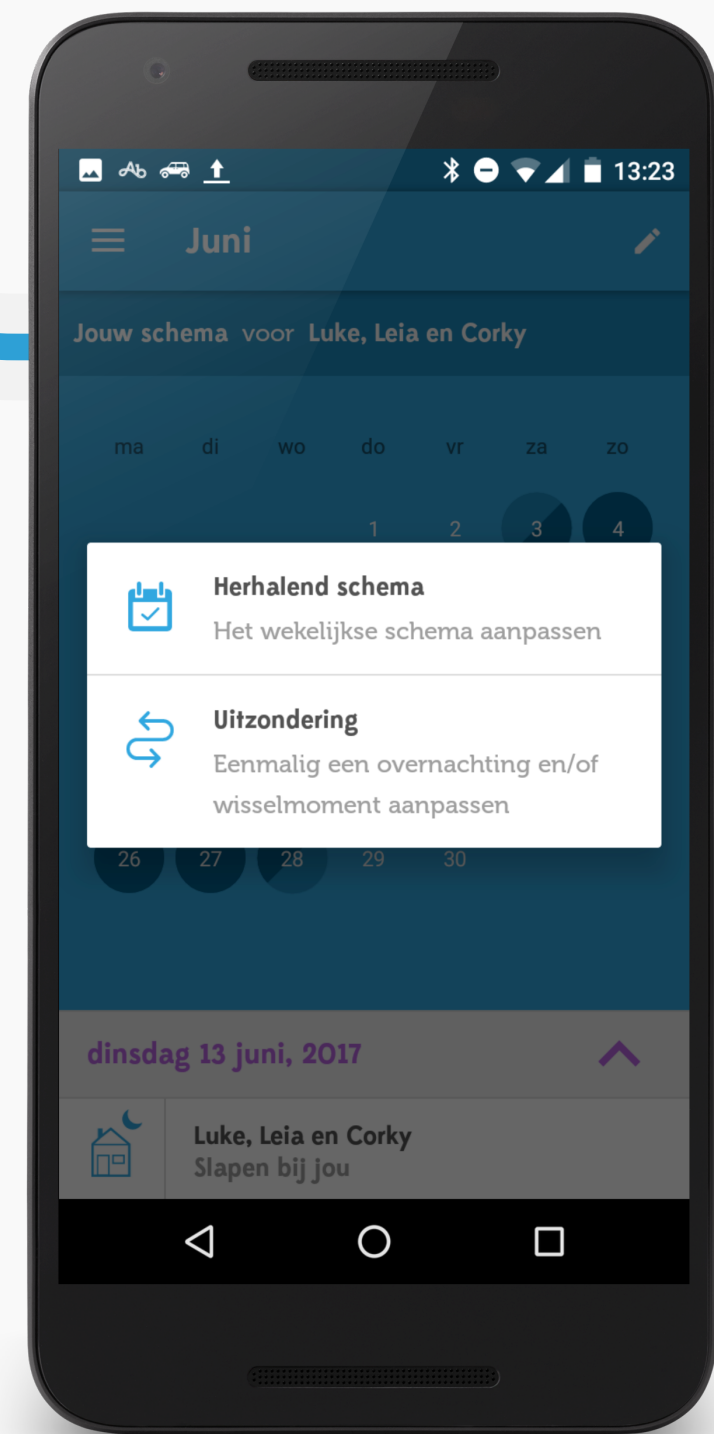 13:23
Juni
Jouw schema voor Luke, Leia en Corky
ma di wo do vr za zo
1 2 3 4
Herhalend schema
Het wekelijkse schema aanpassen
Uitzondering
Eenmalig een overnachting en/of
wisselmoment aanpassen
26 27 28 29 30
dinsdag 13 juni, 2017
Luke, Leia en Corky
Slapen bij jou